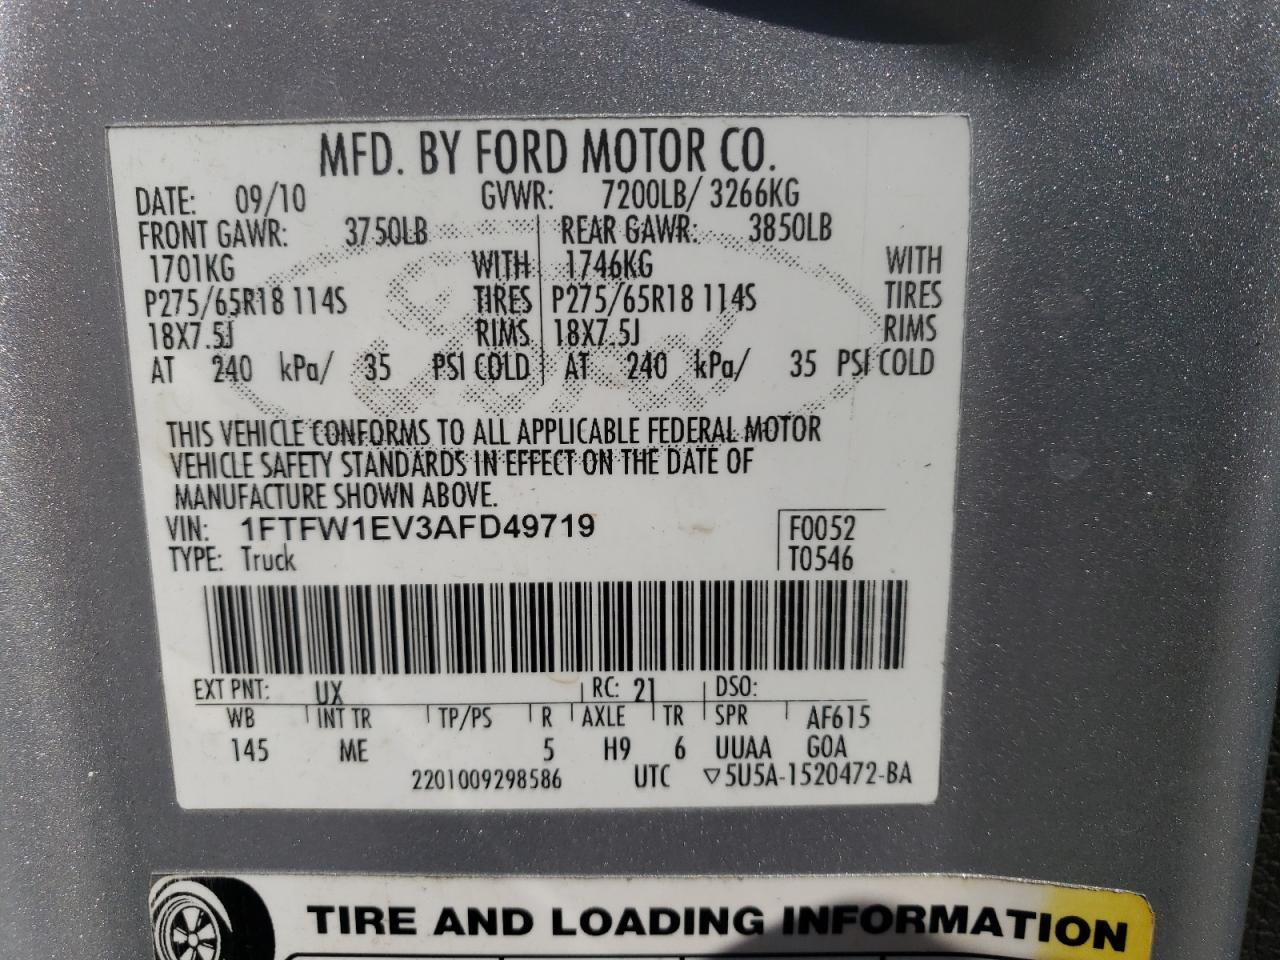 MFD. BY FORD MOTOR CO.
DATE: 09/10 GVWR: 7200LB/ 3266KG
FRONT GAWR: 3750LB REAR GAWR: 3850LB
1701KG WITH 1746KG WITH
P275/65R18 114S TIRES P275/65R18 114S TIRES
18X7.5J RIMS 18X7.5J RIMS
AT 240 kPa/ 35 PSI COLD AT 240 kPa/ 35 PSI COLD
THIS VEHICLE CONFORMS TO ALL APPLICABLE FEDERAL MOTOR
VEHICLE SAFETY STANDARDS IN EFFECT ON THE DATE OF
MANUFACTURE SHOWN ABOVE.
VIN: 1FTFW1EV3AFD49719 F0052
TYPE: Truck T0546
EXT PNT: UX RC: 21 DSO:
WB INT TR TP/PS R AXLE TR SPR AF615
145 ME 5 H9 6 UUAA GOA
2201009298586 UTC ▽5U5A-1520472-BA
TIRE AND LOADING INFORMATION